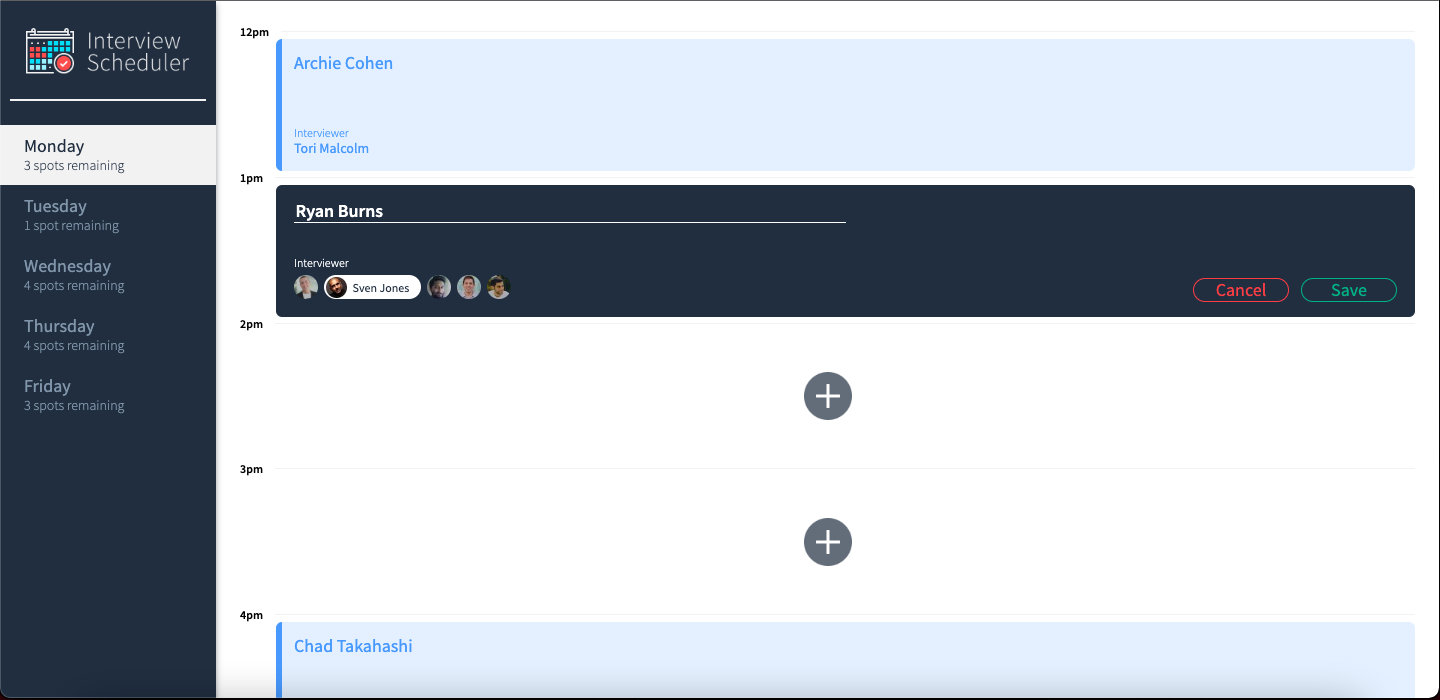 Interview
Scheduler
Monday
3 spots remaining
Tuesday
1 spot remaining
Wednesday
4 spots remaining
Thursday
4 spots remaining
Friday
3 spots remaining
12pm
Archie Cohen
Interviewer
Tori Malcolm
1pm
Ryan Burns
Interviewer
Sven Jones
Cancel
Save
2pm
3pm
4pm
Chad Takahashi